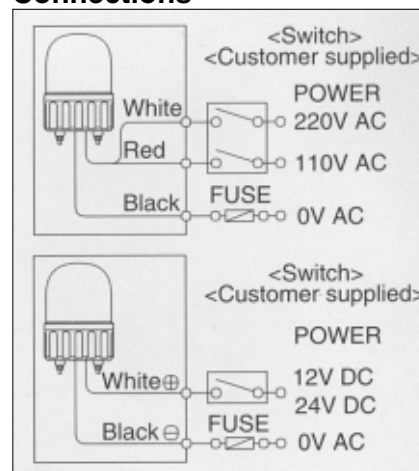 Connections
<Switch>
<Customer supplied>
POWER
White 220V AC
Red 110V AC
Black FUSE 0V AC
<Switch>
<Customer supplied>
POWER
White⊕ 12V DC
24V DC
Black⊖ FUSE 0V AC